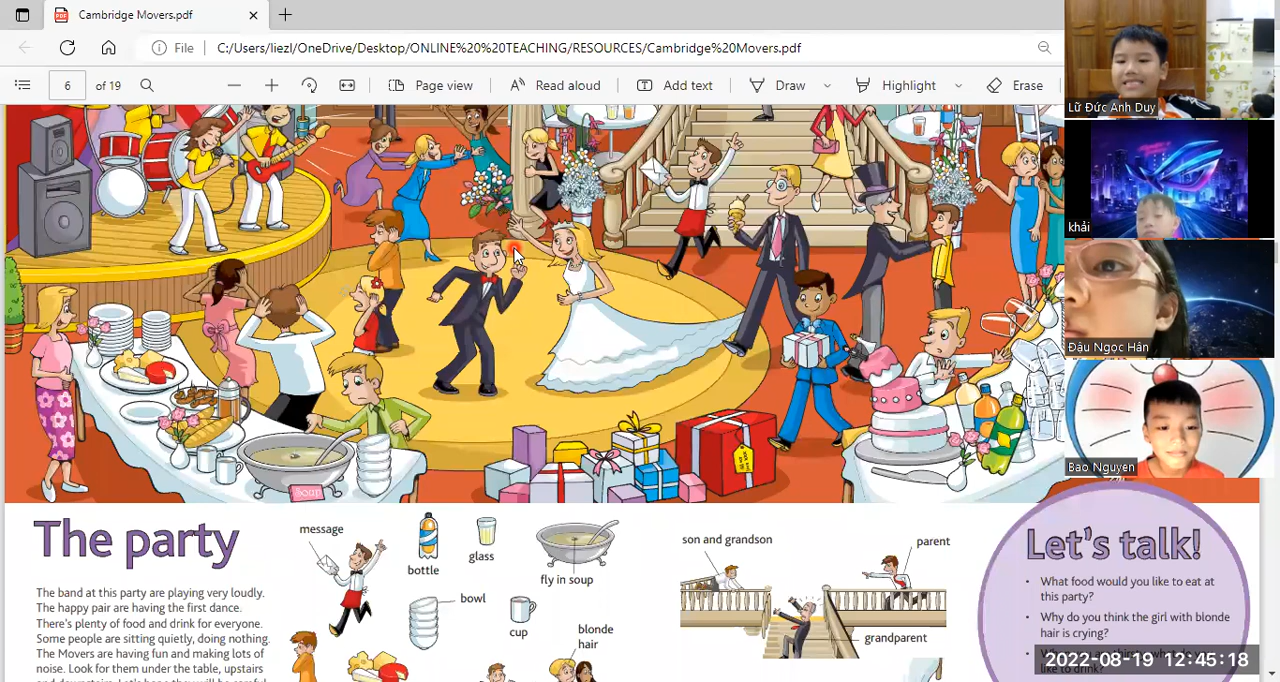 Cambridge Movers.pdf
File
C:/Users/liezl/OneDrive/Desktop/ONLINE%20%20TEACHING/RESOURCES/Cambridge%20Movers.pdf
6 of 19
Page view
Read aloud
Add text
Draw
Highlight
Erase
Lữ Đức Anh Duy
khải
Đậu Ngọc Hân
Bao Nguyen
Soup
The party
The band at this party are playing very loudly.
The happy pair are having the first dance.
There's plenty of food and drink for everyone.
Some people are sitting quietly, doing nothing.
The Movers are having fun and making lots of
noise. Look for them under the table, upstairs
message
bottle
glass
fly in soup
bowl
cup
blonde
hair
son and grandson
parent
grandparent
Let's talk!
• What food would you like to eat at
this party?
• Why do you think the girl with blonde
hair is crying?
2022-08-19 12:45:18